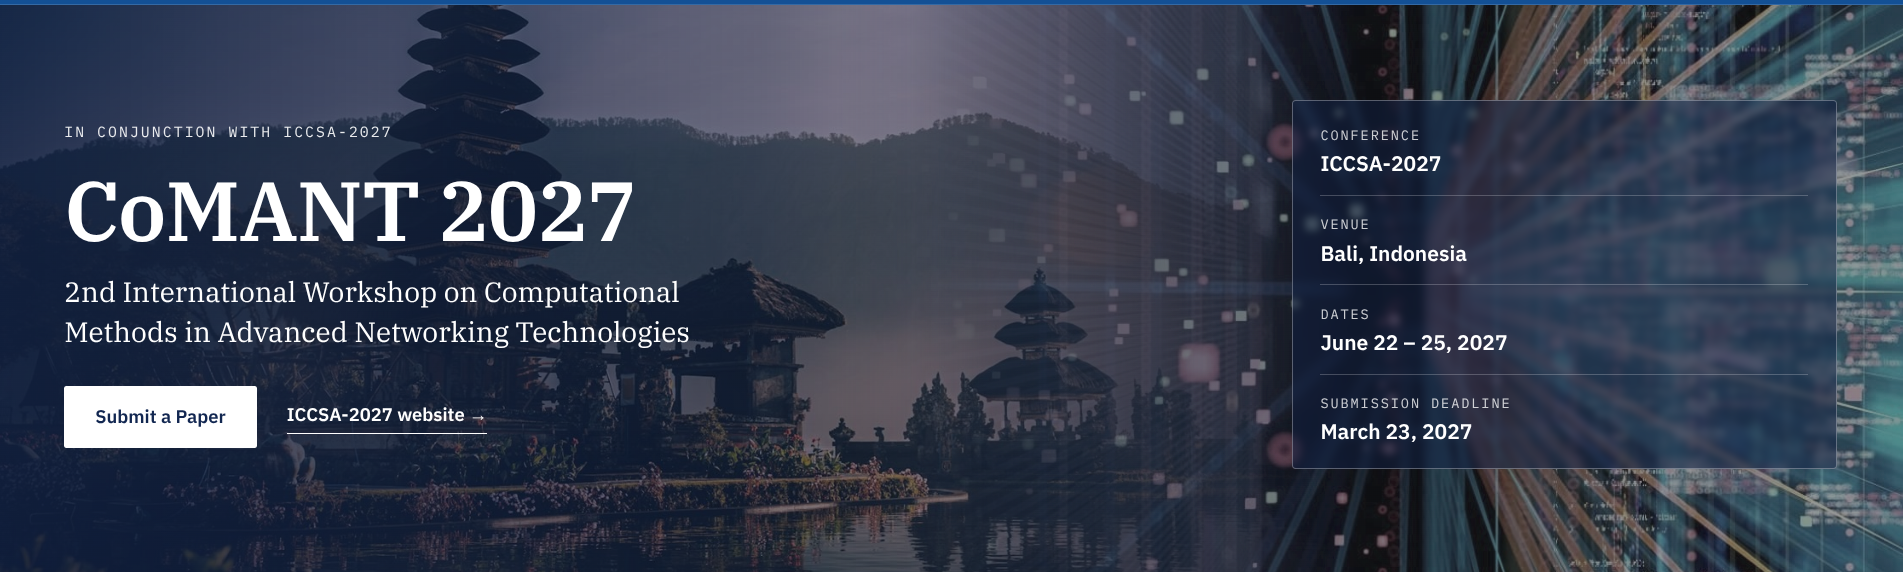 IN CONJUNCTION WITH ICCSA-2027
CoMANT 2027
2nd International Workshop on Computational
Methods in Advanced Networking Technologies
Submit a Paper
ICCSA-2027 website →
CONFERENCE
ICCSA-2027
VENUE
Bali, Indonesia
DATES
June 22 – 25, 2027
SUBMISSION DEADLINE
March 23, 2027